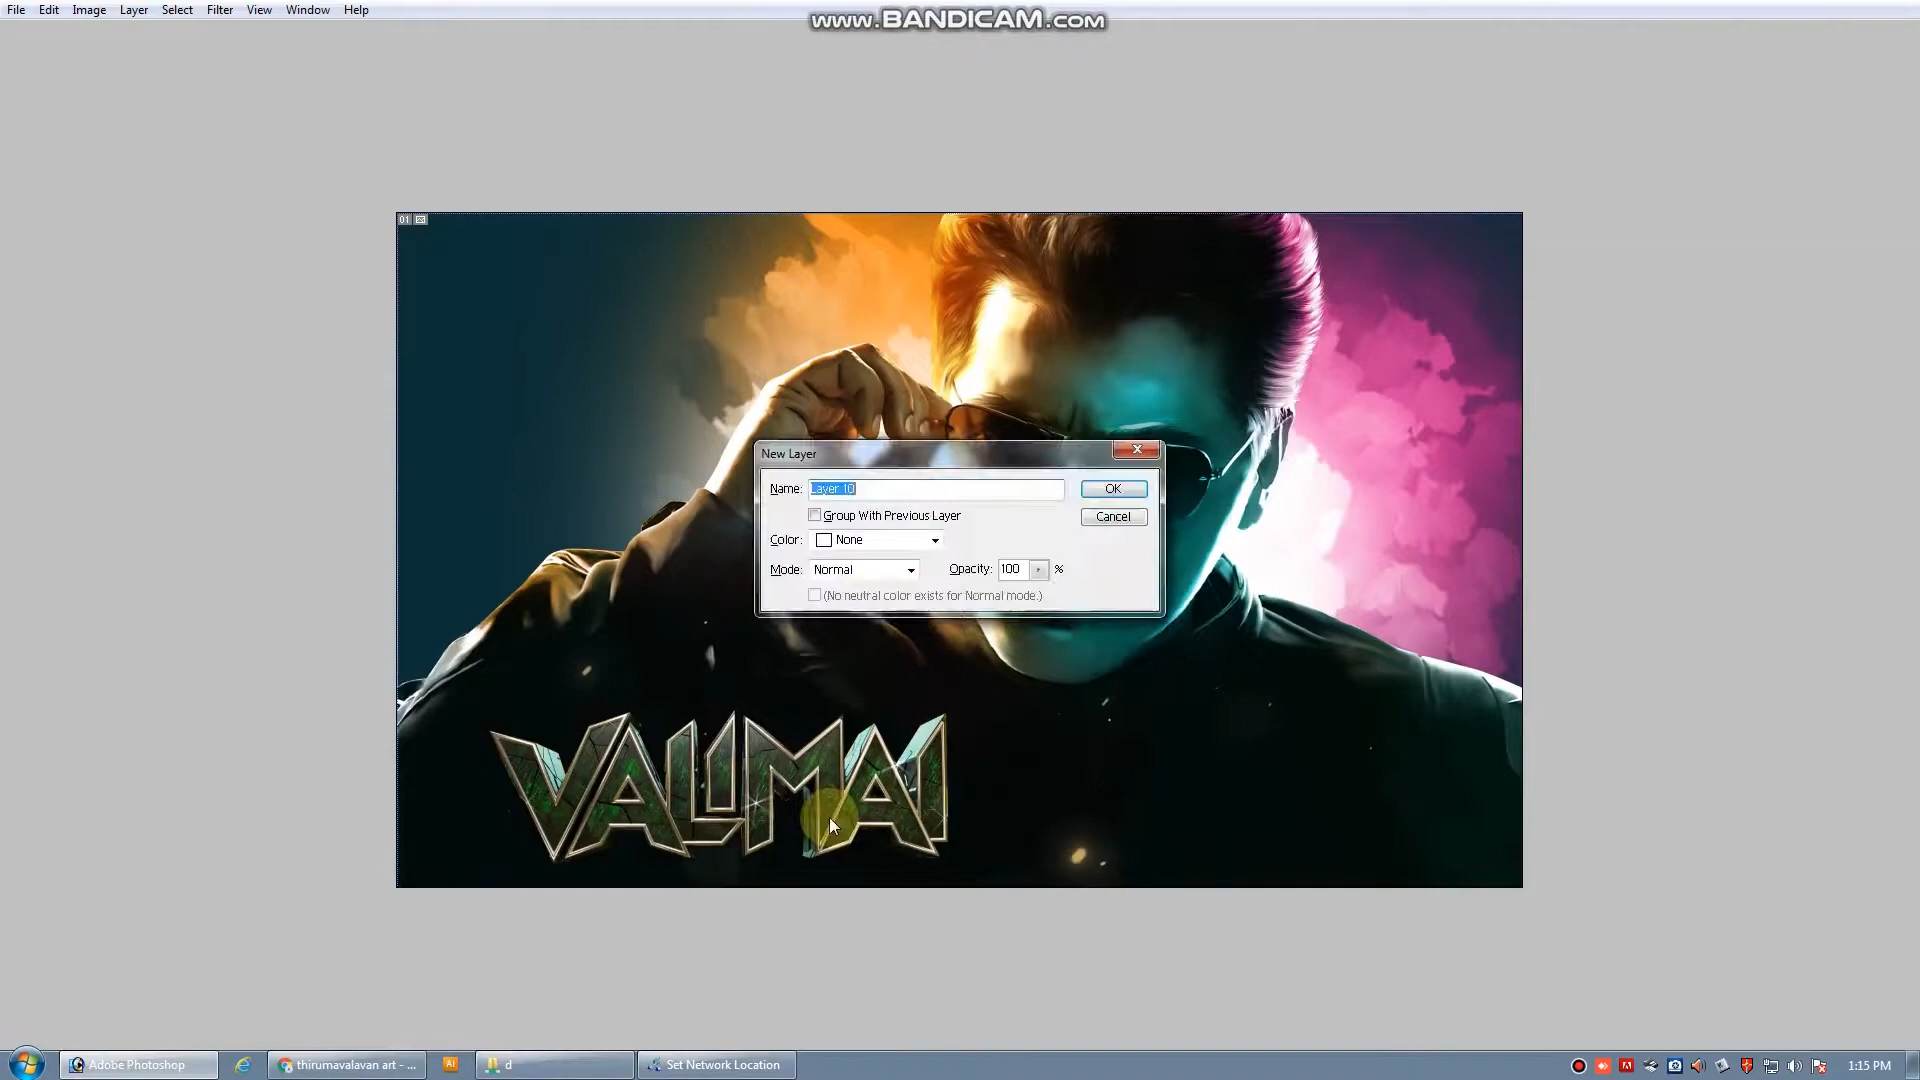 File Edit Image Layer Select Filter View Window Help
www.BANDICAM.com
01
New Layer
Name: Layer 10
OK
Group With Previous Layer
Cancel
Color: None
Mode: Normal Opacity: 100 %
(No neutral color exists for Normal mode.)
VALIMAI
Adobe Photoshop
thirumavalavan art - ...
Ai
d
Set Network Location
1:15 PM